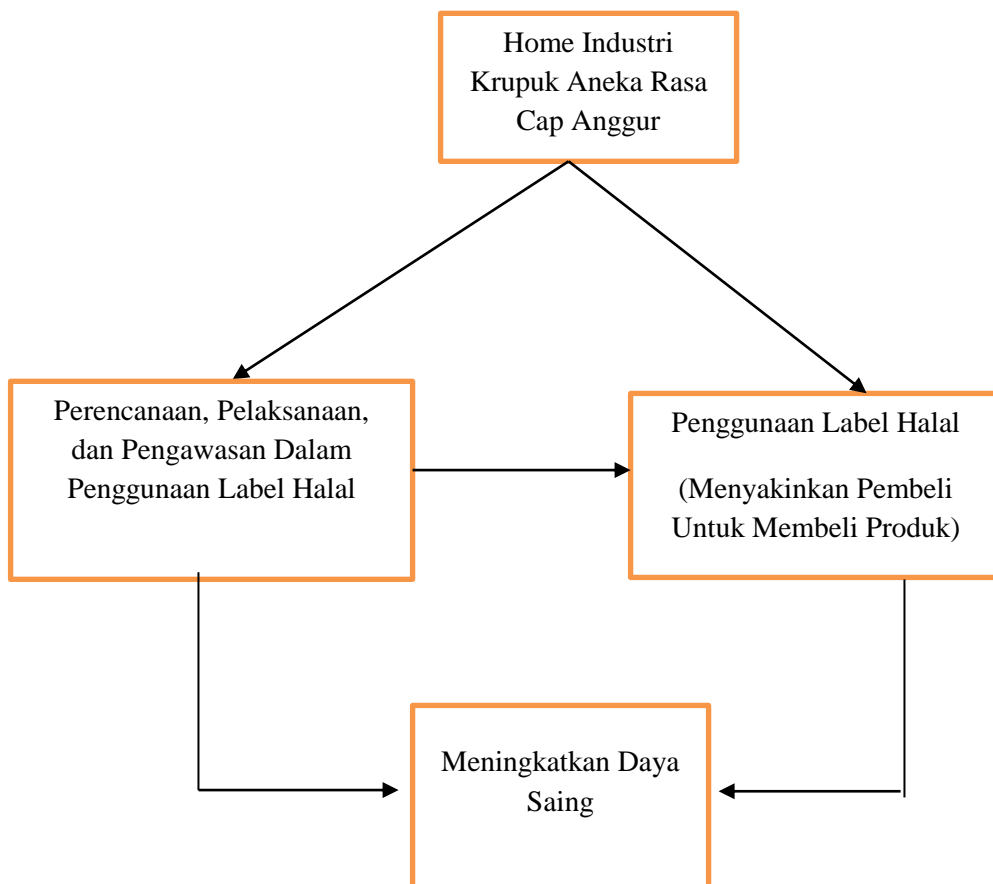 Home Industri
Krupuk Aneka Rasa
Cap Anggur
Perencanaan, Pelaksanaan,
dan Pengawasan Dalam
Penggunaan Label Halal
Penggunaan Label Halal
(Menyakinkan Pembeli
Untuk Membeli Produk)
Meningkatkan Daya
Saing